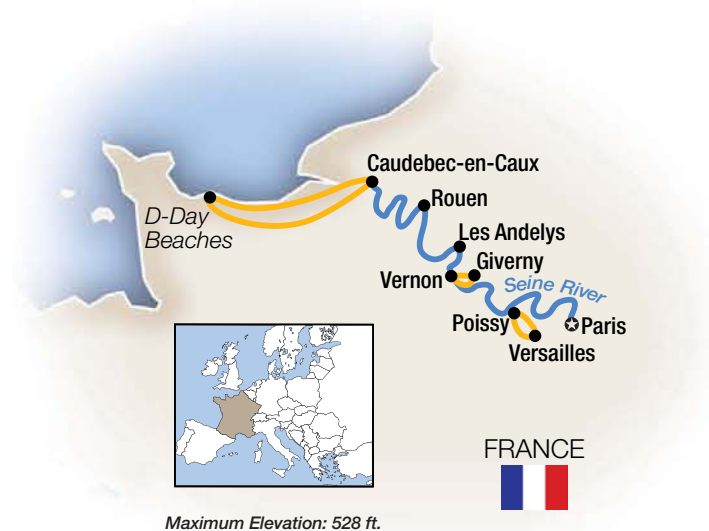 Caudebec-en-Caux
Rouen
D-Day
Beaches
Les Andelys
Giverny
Vernon
Seine River
Poissy
Paris
Versailles
FRANCE
Maximum Elevation: 528 ft.